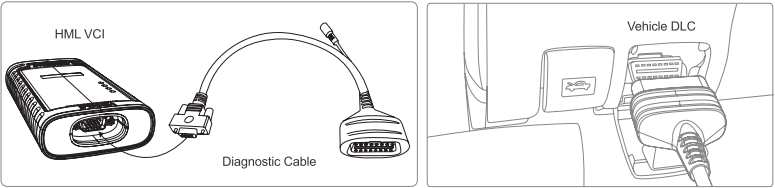 HML VCI
Diagnostic Cable
Vehicle DLC